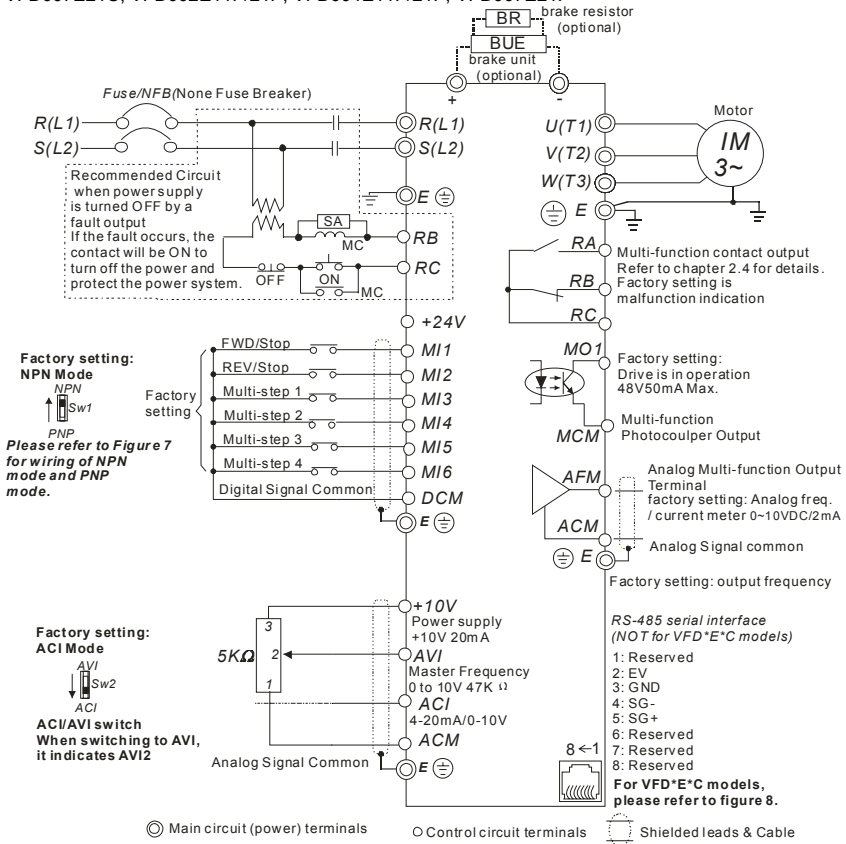 BR
brake resistor
(optional)
BUE
brake unit
(optional)
+
-
Fuse/NFB(None Fuse Breaker)
R(L1)
S(L2)
R(L1)
S(L2)
E
Recommended Circuit
when power supply
is turned OFF by a
fault output
If the fault occurs, the
contact will be ON to
turn off the power and
protect the power system.
SA
MC
OFF
ON
MC
RB
RC
U(T1)
V(T2)
W(T3)
E
Motor
IM
3~
RA
RB
RC
Multi-function contact output
Refer to chapter 2.4 for details.
Factory setting is
malfunction indication
+24V
FWD/Stop
MI1
REV/Stop
MI2
Multi-step 1
MI3
Multi-step 2
MI4
Multi-step 3
MI5
Multi-step 4
MI6
Digital Signal Common
DCM
E
Factory
setting
Factory setting:
NPN Mode
NPN
Sw1
PNP
Please refer to Figure 7
for wiring of NPN
mode and PNP
mode.
MO1
Factory setting:
Drive is in operation
48V50mA Max.
MCM
Multi-function
Photocoulper Output
AFM
Analog Multi-function Output
Terminal
factory setting: Analog freq.
/ current meter 0~10VDC/2mA
ACM
Analog Signal common
E
Factory setting: output frequency
Factory setting:
ACI Mode
AVI
Sw2
ACI
ACI/AVI switch
When switching to AVI,
it indicates AVI2
5KΩ
3
2
1
+10V
Power supply
+10V 20mA
AVI
Master Frequency
0 to 10V 47K Ω
ACI
4-20mA/0-10V
ACM
Analog Signal Common
E
RS-485 serial interface
(NOT for VFD*E*C models)
1: Reserved
2: EV
3: GND
4: SG-
5: SG+
6: Reserved
7: Reserved
8: Reserved
For VFD*E*C models,
please refer to figure 8.
8←1
Main circuit (power) terminals
Control circuit terminals
Shielded leads & Cable